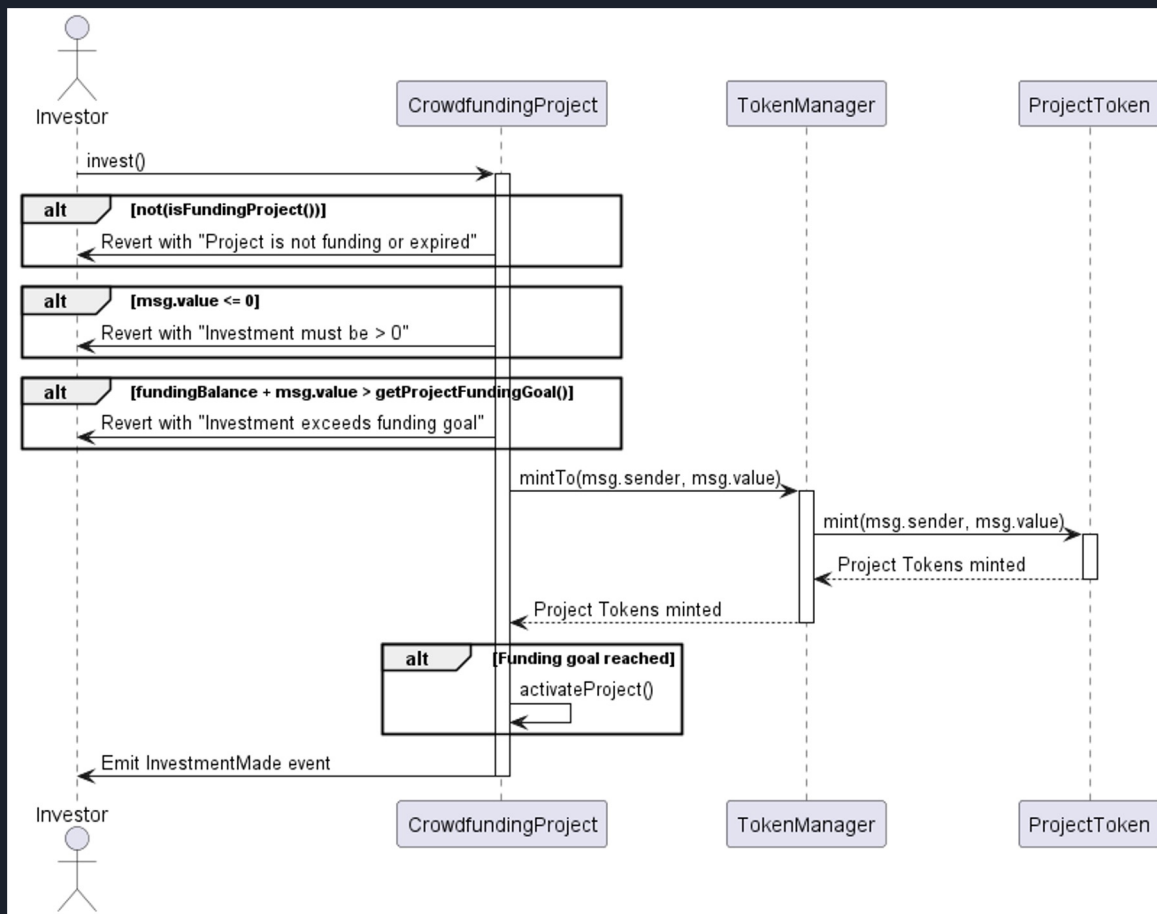 Investor
CrowdfundingProject
TokenManager
ProjectToken
invest()
alt
[not(isFundingProject())]
Revert with "Project is not funding or expired"
alt
[msg.value <= 0]
Revert with "Investment must be > 0"
alt
[fundingBalance + msg.value > getProjectFundingGoal()]
Revert with "Investment exceeds funding goal"
mintTo(msg.sender, msg.value)
mint(msg.sender, msg.value)
Project Tokens minted
Project Tokens minted
alt
[Funding goal reached]
activateProject()
Emit InvestmentMade event
Investor
CrowdfundingProject
TokenManager
ProjectToken